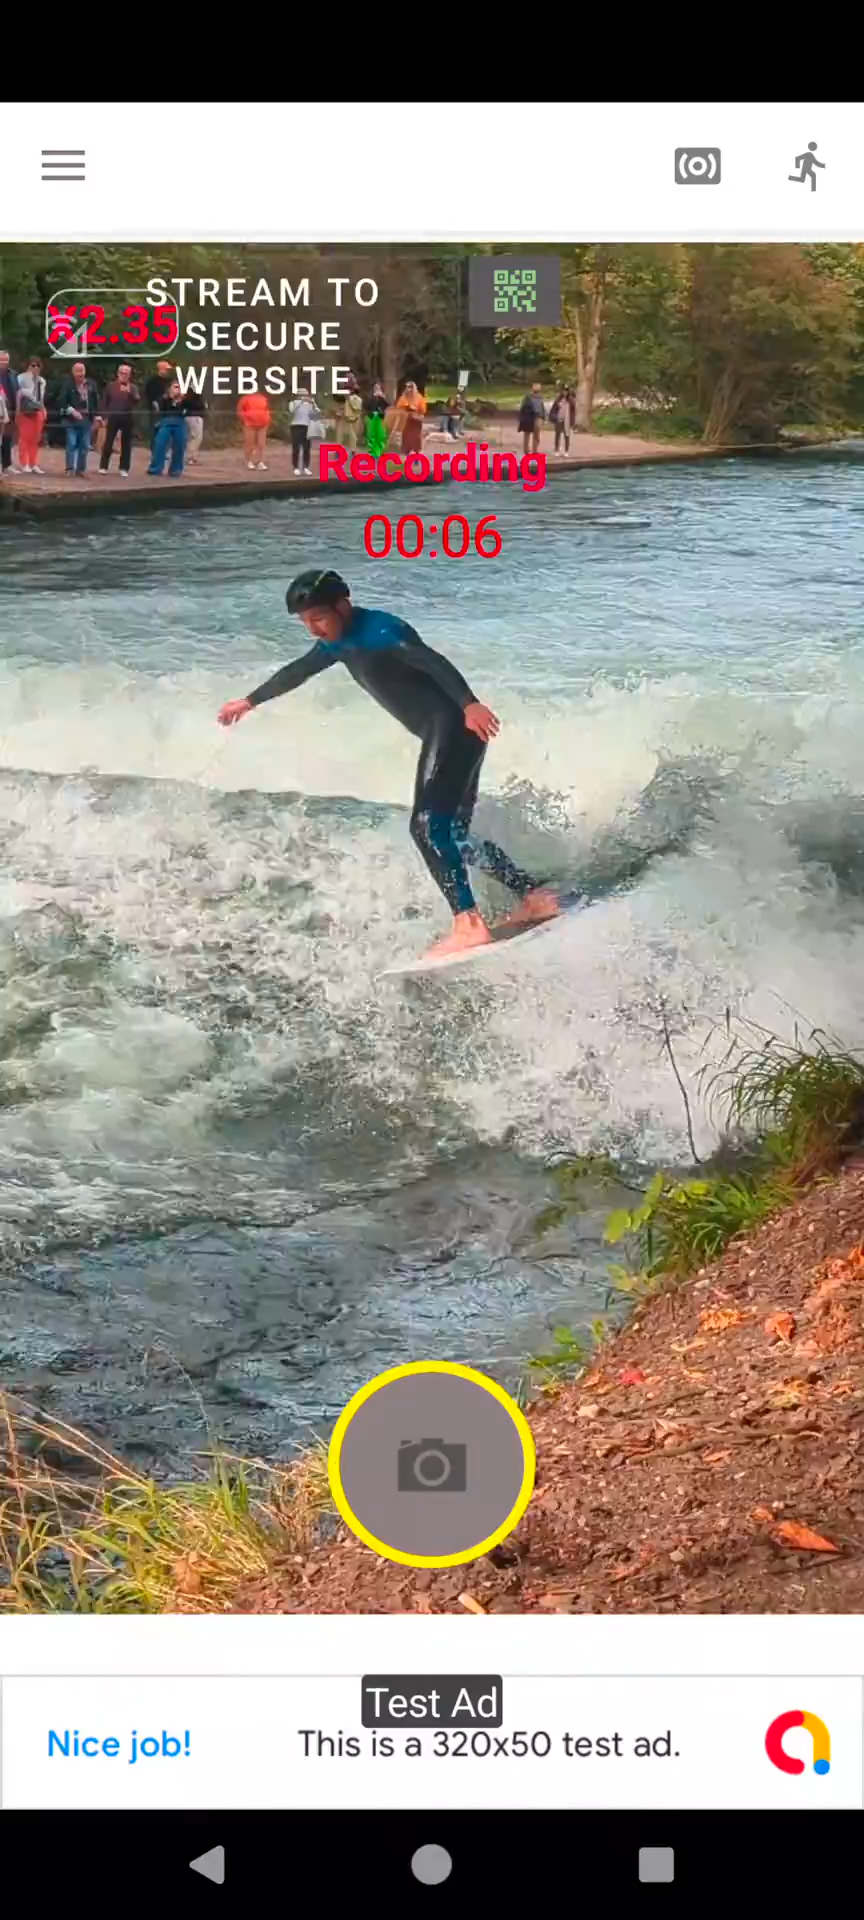 STREAM TO
X2.35
SECURE
WEBSITE
Recording
00:06
Test Ad
Nice job!
This is a 320x50 test ad.